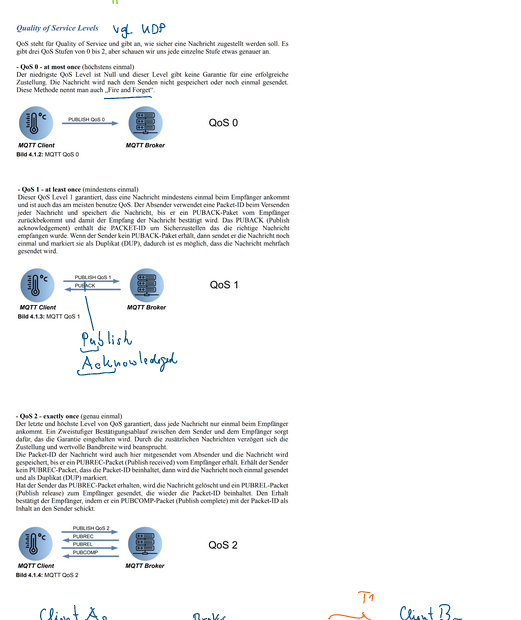 Quality of Service Levels vgl UDP
QoS steht für Quality of Service und gibt an, wie sicher eine Nachricht zugestellt werden soll. Es
gibt drei QoS Stufen von 0 bis 2, aber schauen wir uns jede einzelne Stufe etwas genauer an.
- QoS 0 - at most once (höchstens einmal)
Der niedrigste QoS Level ist Null und dieser Level gibt keine Garantie für eine erfolgreiche
Zustellung. Die Nachricht wird nach dem Senden nicht gespeichert oder noch einmal gesendet.
Diese Methode nennt man auch „Fire and Forget".
°C
PUBLISH QoS 0
QoS 0
MQTT Client MQTT Broker
Bild 4.1.2: MQTT QoS 0
- QoS 1 - at least once (mindestens einmal)
Dieser QoS Level 1 garantiert, dass eine Nachricht mindestens einmal beim Empfänger ankommt
und ist auch das am meisten benutze QoS. Der Absender verwendet eine Packet-ID beim Versenden
jeder Nachricht und speichert die Nachricht, bis er ein PUBACK-Paket vom Empfänger
zurückbekommt und damit der Empfang der Nachricht bestätigt wird. Das PUBACK (Publish
acknowledgement) enthält die PACKET-ID um Sicherzustellen das die richtige Nachricht
empfangen wurde. Wenn der Sender kein PUBACK-Paket erhält, dann sendet er die Nachricht noch
einmal und markiert sie als Duplikat (DUP), dadurch ist es möglich, dass die Nachricht mehrfach
gesendet wird.
°C
PUBLISH QoS 1
PUBACK
QoS 1
MQTT Client MQTT Broker
Bild 4.1.3: MQTT QoS 1
Publish
Acknowledged
- QoS 2 - exactly once (genau einmal)
Der letzte und höchste Level von QoS garantiert, dass jede Nachricht nur einmal beim Empfänger
ankommt. Ein Zweistufiger Bestätigungsablauf zwischen dem Sender und dem Empfänger sorgt
dafür, das die Garantie eingehalten wird. Durch die zusätzlichen Nachrichten verzögert sich die
Zustellung und wertvolle Bandbreite wird beansprucht.
Die Packet-ID der Nachricht wird auch hier mitgesendet vom Absender und die Nachricht wird
gespeichert, bis er ein PUBREC-Packet (Publish received) vom Empfänger erhält. Erhält der Sender
kein PUBREC-Packet, dass die Packet-ID beinhaltet, dann wird die Nachricht noch einmal gesendet
und als Duplikat (DUP) markiert.
Hat der Sender das PUBREC-Packet erhalten, wird die Nachricht gelöscht und ein PUBREL-Packet
(Publish release) zum Empfänger gesendet, die wieder die Packet-ID beinhaltet. Den Erhalt
bestätigt der Empfänger, indem er ein PUBCOMP-Packet (Publish complete) mit der Packet-ID als
Inhalt an den Sender schickt.
°C
PUBLISH QoS 2
PUBREC
PUBREL
PUBCOMP
QoS 2
MQTT Client MQTT Broker
Bild 4.1.4: MQTT QoS 2
T1
Client A Broker Client B